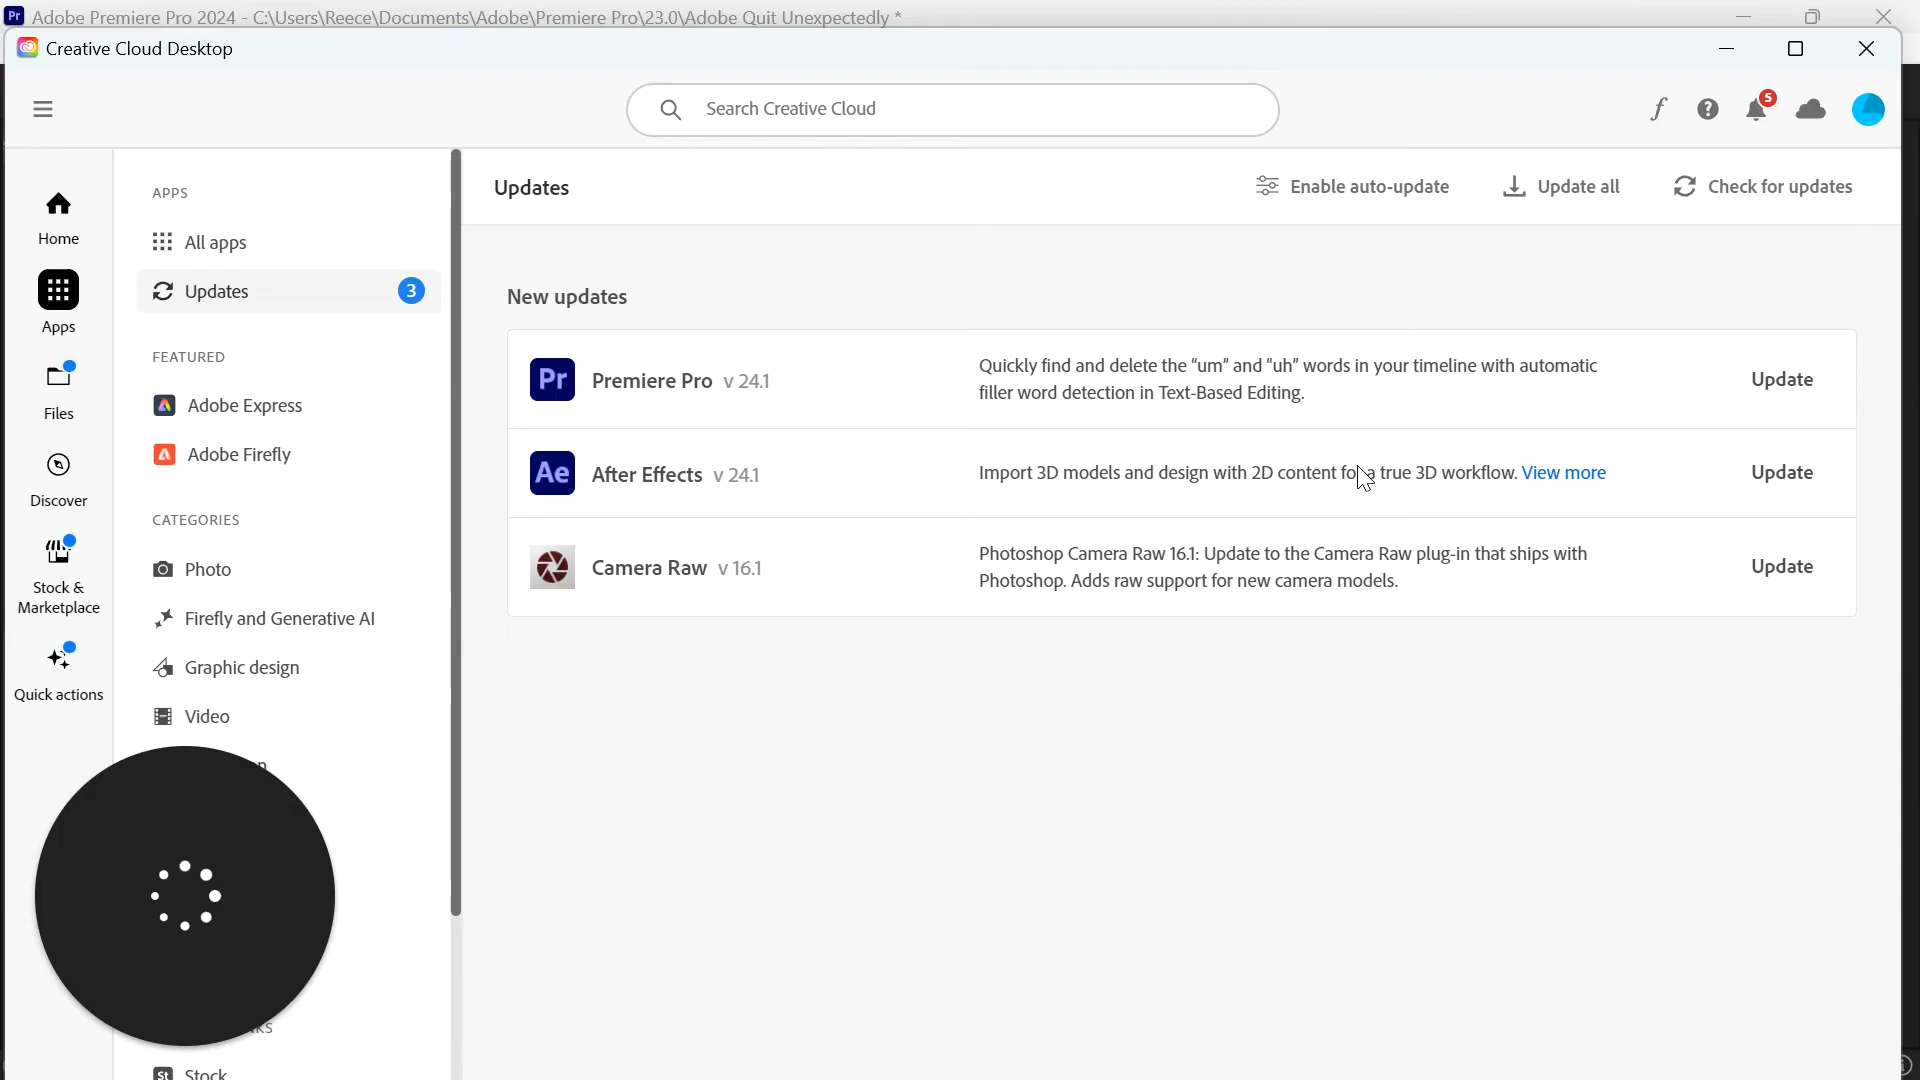 Pr Adobe Premiere Pro 2024 - C:\Users\Reece\Documents\Adobe\Premiere Pro\23.0\Adobe Quit Unexpectedly *
Creative Cloud Desktop
Search Creative Cloud
5
Home
Apps
Files
Discover
Stock &
Marketplace
Quick actions
APPS
All apps
Updates 3
FEATURED
Adobe Express
Adobe Firefly
CATEGORIES
Photo
Firefly and Generative AI
Graphic design
Video
St Stock
Updates
Enable auto-update
Update all
Check for updates
New updates
Pr Premiere Pro v 24.1
Quickly find and delete the “um” and “uh” words in your timeline with automatic
filler word detection in Text-Based Editing.
Update
Ae After Effects v 24.1
Import 3D models and design with 2D content for a true 3D workflow. View more
Update
Camera Raw v 16.1
Photoshop Camera Raw 16.1: Update to the Camera Raw plug-in that ships with
Photoshop. Adds raw support for new camera models.
Update